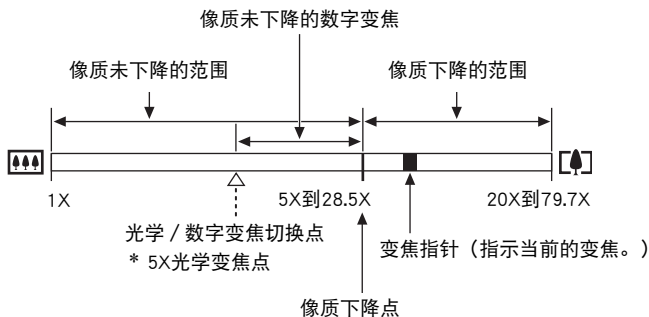 像质未下降的数字变焦
像质未下降的范围
像质下降的范围
1X
5X到28.5X
20X到79.7X
光学 / 数字变焦切换点
* 5X光学变焦点
变焦指针（指示当前的变焦。）
像质下降点